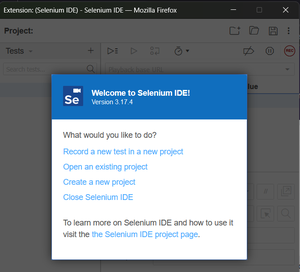 Extension: (Selenium IDE) - Selenium IDE — Mozilla Firefox
Project:
Tests
REC
Se
Welcome to Selenium IDE!
Version 3.17.4
What would you like to do?
Record a new test in a new project
Open an existing project
Create a new project
Close Selenium IDE
To learn more on Selenium IDE and how to use it
visit the the Selenium IDE project page.